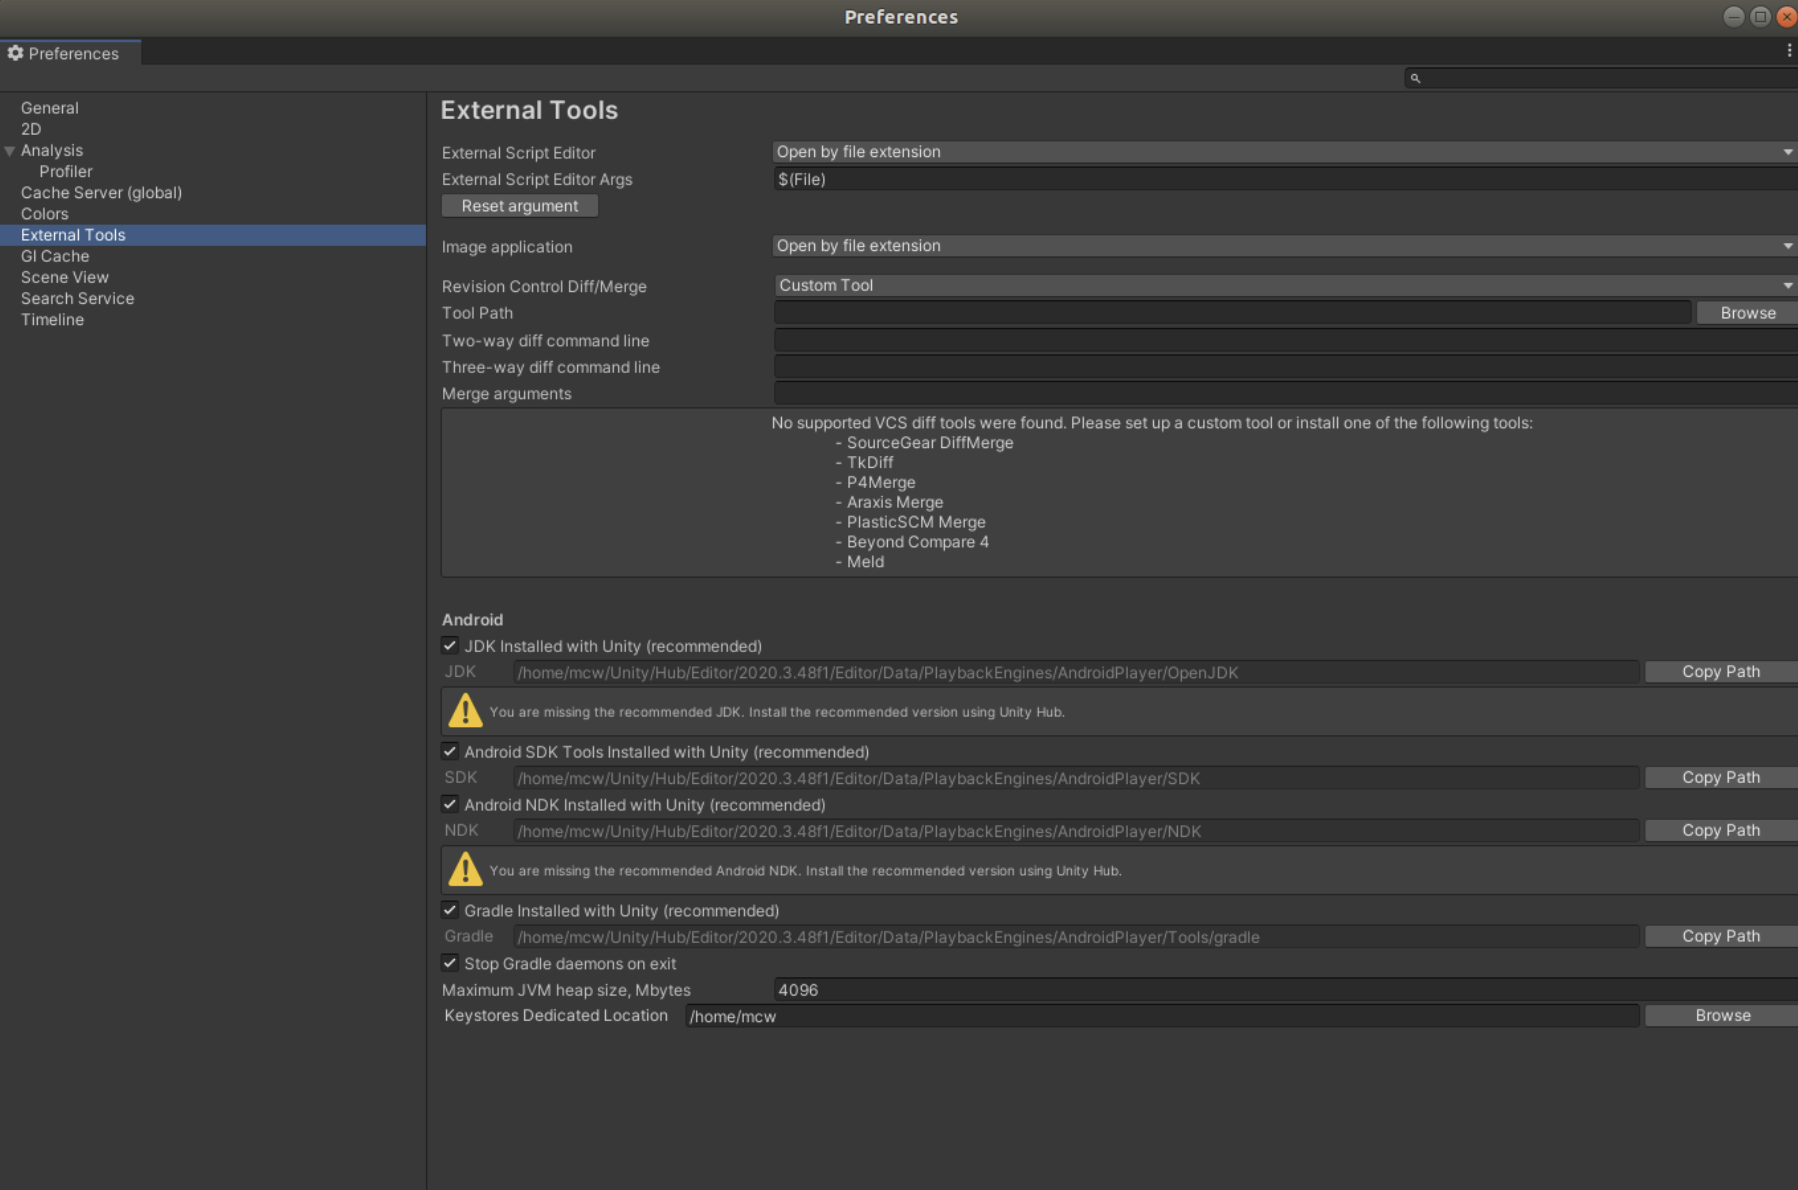 Preferences
Preferences
General
2D
Analysis
Profiler
Cache Server (global)
Colors
External Tools
GI Cache
Scene View
Search Service
Timeline
External Tools
External Script Editor Open by file extension
External Script Editor Args $(File)
Reset argument
Image application Open by file extension
Revision Control Diff/Merge Custom Tool
Tool Path Browse
Two-way diff command line
Three-way diff command line
Merge arguments
No supported VCS diff tools were found. Please set up a custom tool or install one of the following tools:
- SourceGear DiffMerge
- TkDiff
- P4Merge
- Araxis Merge
- PlasticSCM Merge
- Beyond Compare 4
- Meld
Android
JDK Installed with Unity (recommended)
JDK /home/mcw/Unity/Hub/Editor/2020.3.48f1/Editor/Data/PlaybackEngines/AndroidPlayer/OpenJDK Copy Path
You are missing the recommended JDK. Install the recommended version using Unity Hub.
Android SDK Tools Installed with Unity (recommended)
SDK /home/mcw/Unity/Hub/Editor/2020.3.48f1/Editor/Data/PlaybackEngines/AndroidPlayer/SDK Copy Path
Android NDK Installed with Unity (recommended)
NDK /home/mcw/Unity/Hub/Editor/2020.3.48f1/Editor/Data/PlaybackEngines/AndroidPlayer/NDK Copy Path
You are missing the recommended Android NDK. Install the recommended version using Unity Hub.
Gradle Installed with Unity (recommended)
Gradle /home/mcw/Unity/Hub/Editor/2020.3.48f1/Editor/Data/PlaybackEngines/AndroidPlayer/Tools/gradle Copy Path
Stop Gradle daemons on exit
Maximum JVM heap size, Mbytes 4096
Keystores Dedicated Location /home/mcw Browse